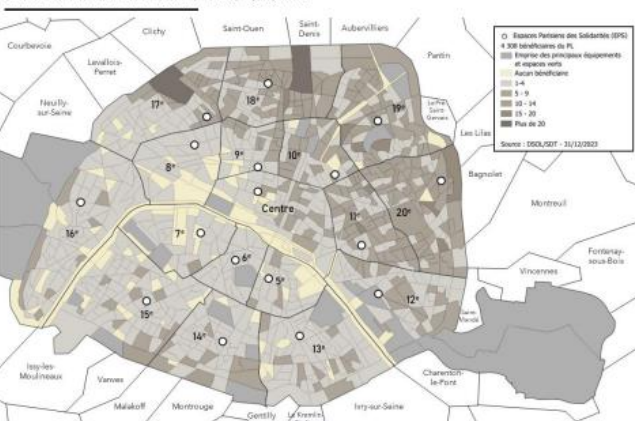 Clichy
Saint-Ouen
Saint-
Denis
Aubervilliers
Courbevoie
Levallois-
Perret
Pantin
Neuilly-
sur-Seine
Le Pré
Saint-
Gervais
Les Lilas
Bagnolet
Montreuil
Fontenay-
sous-Bois
Vincennes
Saint-
Mandé
Charenton-
le-Pont
Ivry-sur-Seine
Gentilly
Montrouge
Malakoff
Vanves
Issy-les-
Moulineaux
17e
18e
19e
8e
9e
10e
Centre
11e
20e
16e
7e
6e
5e
12e
15e
14e
13e
Espaces Parisiens des Solidarités (EPS)
4 308 bénéficiaires du PL
Emprise des principaux équipements
et espaces verts
Aucun bénéficiaire
1-4
5 - 9
10 - 14
15 - 20
Plus de 20
Source : DSOL/SDT - 31/12/2023